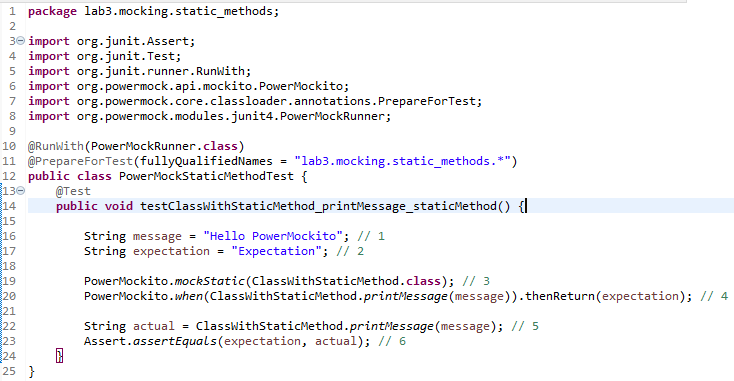 1 package lab3.mocking.static_methods;
2
3 import org.junit.Assert;
4 import org.junit.Test;
5 import org.junit.runner.RunWith;
6 import org.powermock.api.mockito.PowerMockito;
7 import org.powermock.core.classloader.annotations.PrepareForTest;
8 import org.powermock.modules.junit4.PowerMockRunner;
9
10 @RunWith(PowerMockRunner.class)
11 @PrepareForTest(fullyQualifiedNames = "lab3.mocking.static_methods.*")
12 public class PowerMockStaticMethodTest {
13     @Test
14     public void testClassWithStaticMethod_printMessage_staticMethod() {
15
16         String message = "Hello PowerMockito"; // 1
17         String expectation = "Expectation"; // 2
18
19         PowerMockito.mockStatic(ClassWithStaticMethod.class); // 3
20         PowerMockito.when(ClassWithStaticMethod.printMessage(message)).thenReturn(expectation); // 4
21
22         String actual = ClassWithStaticMethod.printMessage(message); // 5
23         Assert.assertEquals(expectation, actual); // 6
24     }
25 }